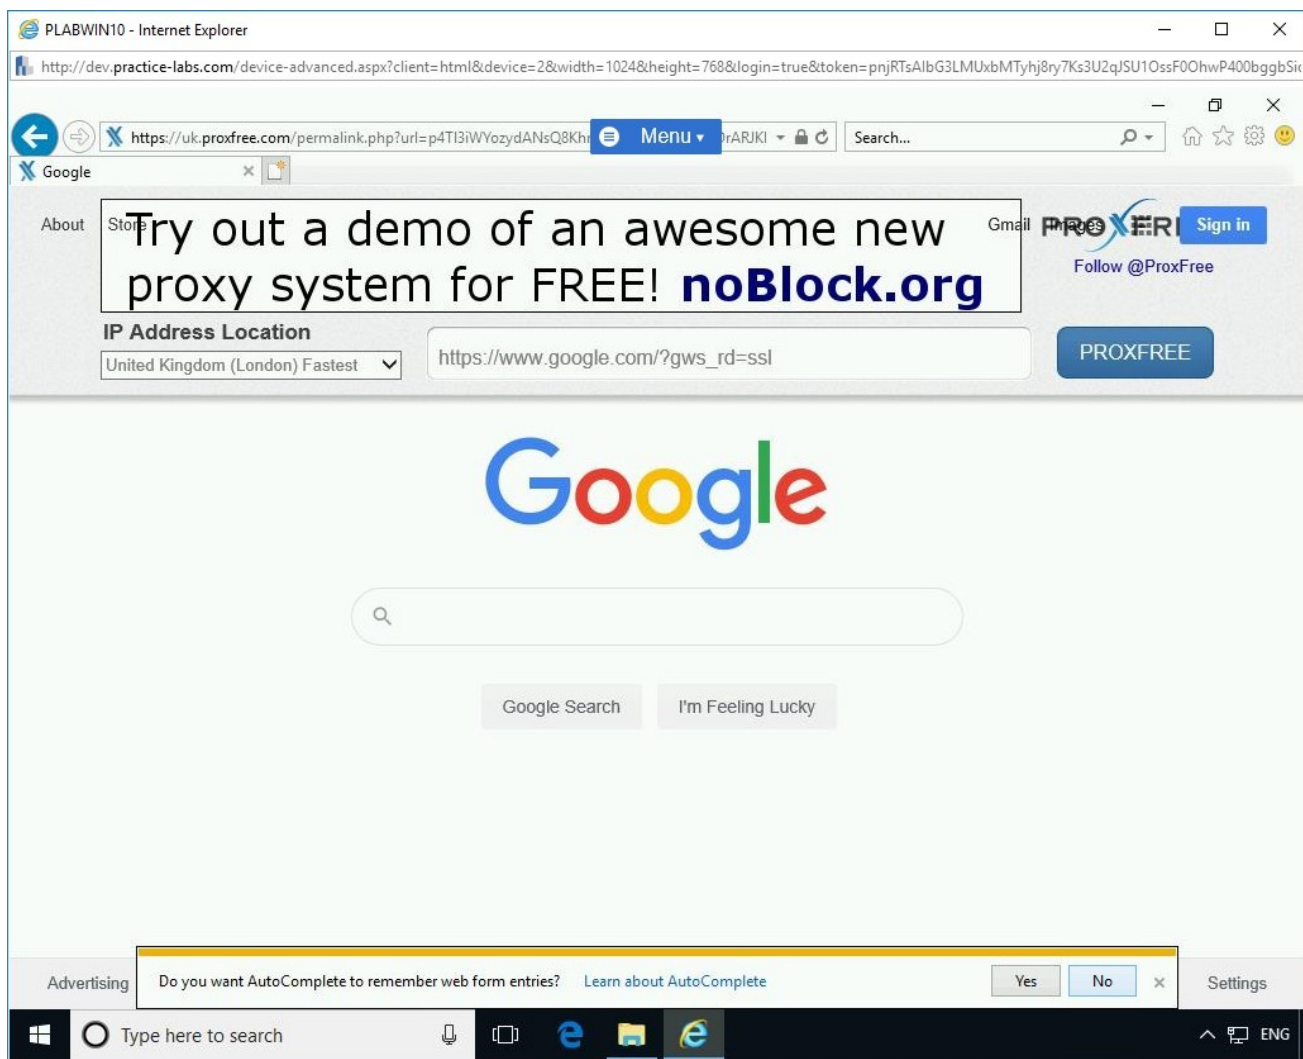 PLABWIN10 - Internet Explorer
http://dev.practice-labs.com/device-advanced.aspx?client=html&device=2&width=1024&height=768&login=true&token=
https://uk.proxfree.com/permalink.php?url= Menu Search...
Google
About Store Gmail Images Sign in
Try out a demo of an awesome new
proxy system for FREE! noBlock.org
Follow @ProxFree
IP Address Location
United Kingdom (London) Fastest
https://www.google.com/?gws_rd=ssl
PROXFREE
Google
Google Search I'm Feeling Lucky
Advertising Do you want AutoComplete to remember web form entries? Learn about AutoComplete Yes No Settings
Type here to search ENG